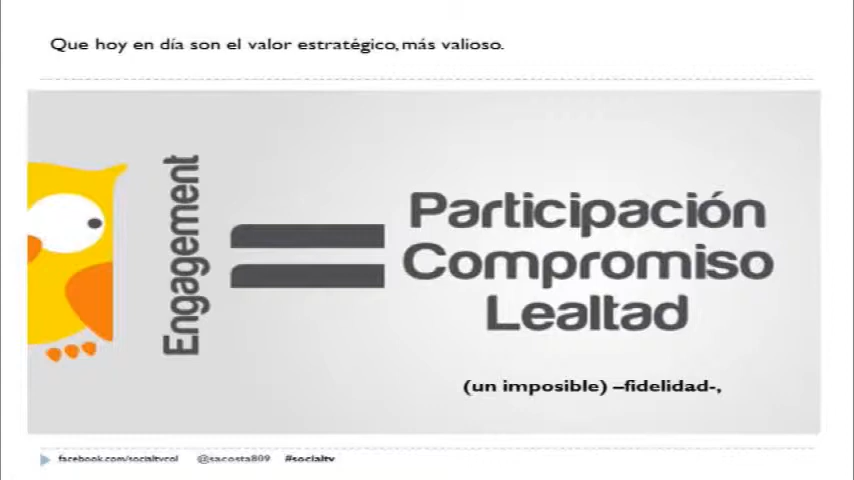 Que hoy en día son el valor estratégico, más valioso.
Engagement
Participación
Compromiso
Lealtad
(un imposible) –fidelidad-,
facebook.com/socialtvcol @sacosta809 #socialtv